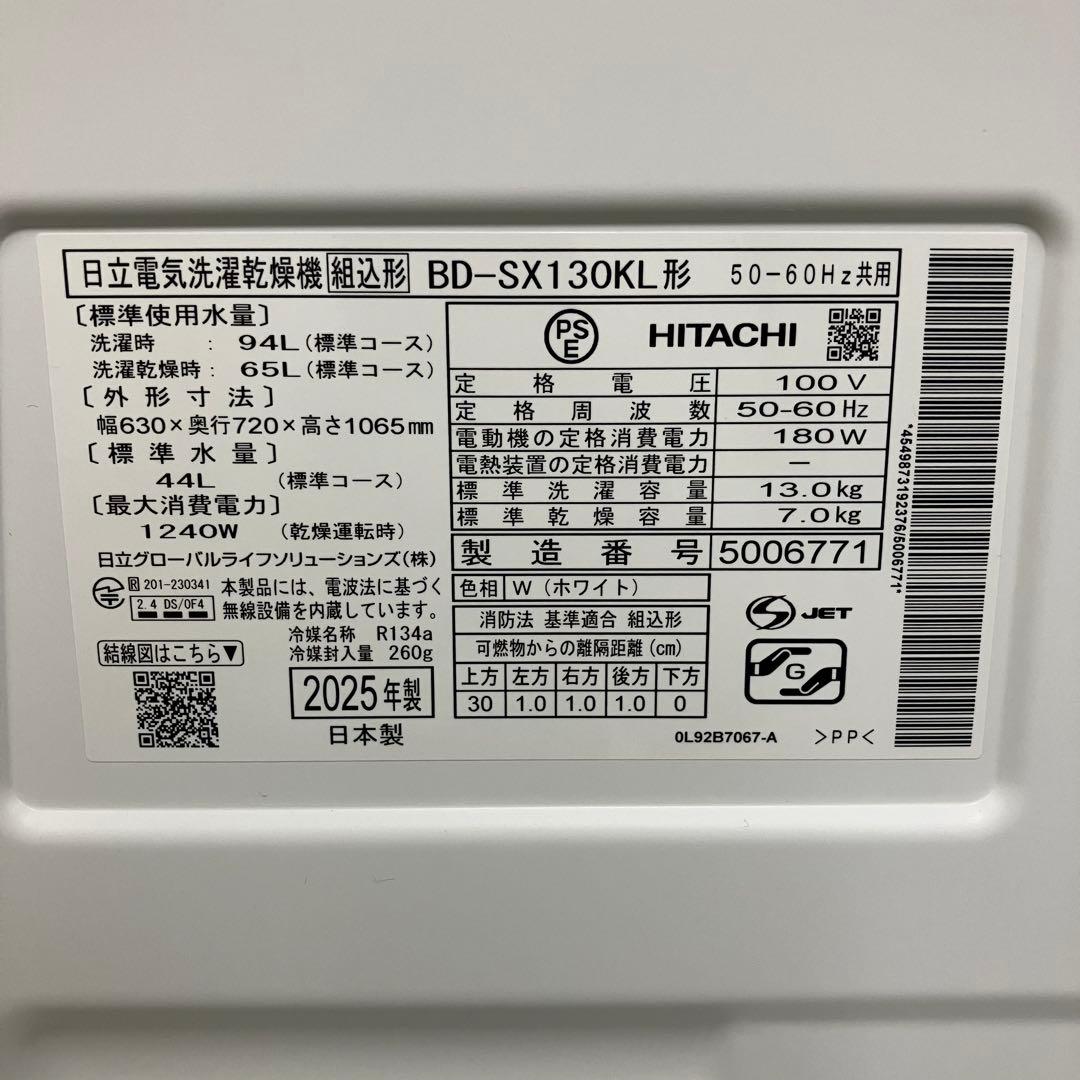 日立電気洗濯乾燥機 組込形 BD-SX130KL形 50-60Hz共用
〔標準使用水量〕
洗濯時 : 94L(標準コース)
洗濯乾燥時: 65L(標準コース)
〔外形寸法〕
幅630×奥行720×高さ1065mm
〔標準水量〕
44L (標準コース)
〔最大消費電力〕
1240W (乾燥運転時)
日立グローバルライフソリューションズ(株)
R 201-230341 本製品には、電波法に基づく
2.4 DS/OF4 無線設備を内蔵しています。
冷媒名称 R134a
冷媒封入量 260g
結線図はこちら▼
2025年製
日本製
PSE HITACHI
定格電圧 100V
定格周波数 50-60Hz
電動機の定格消費電力 180W
電熱装置の定格消費電力 －
標準洗濯容量 13.0kg
標準乾燥容量 7.0kg
製造番号 5006771
色相 W(ホワイト)
消防法 基準適合 組込形
可燃物からの離隔距離(cm)
上方 左方 右方 後方 下方
30 1.0 1.0 1.0 0
S JET
G
0L92B7067-A >PP<
*4549873192376/5006771*